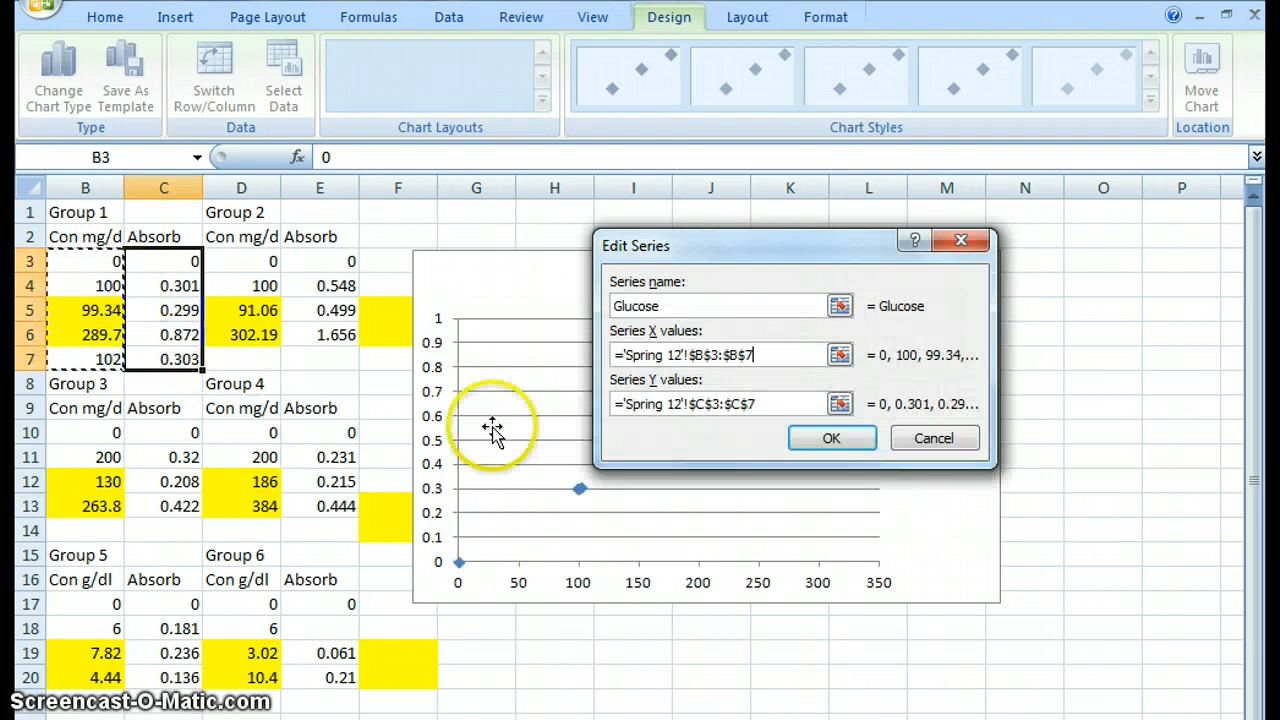 Home Insert Page Layout Formulas Data Review View Design Layout Format
Change Chart Type
Save As Template
Switch Row/Column
Select Data
Move Chart
Type Data Chart Layouts Chart Styles Location
B3 fx 0
B C D E F G H I J K L M N O P
1 Group 1 Group 2
2 Con mg/d Absorb Con mg/d Absorb
3 0 0 0 0
4 100 0.301 100 0.548
5 99.34 0.299 91.06 0.499
6 289.7 0.872 302.19 1.656
7 102 0.303
8 Group 3 Group 4
9 Con mg/d Absorb Con mg/d Absorb
10 0 0 0 0
11 200 0.32 200 0.231
12 130 0.208 186 0.215
13 263.8 0.422 384 0.444
14
15 Group 5 Group 6
16 Con g/dl Absorb Con g/dl Absorb
17 0 0 0 0
18 6 0.181 6
19 7.82 0.236 3.02 0.061
20 4.44 0.136 10.4 0.21
1
0.9
0.8
0.7
0.6
0.5
0.4
0.3
0.2
0.1
0
0 50 100 150 200 250 300 350
Edit Series
?
Series name:
Glucose = Glucose
Series X values:
='Spring 12'!$B$3:$B$7 = 0, 100, 99.34,...
Series Y values:
='Spring 12'!$C$3:$C$7 = 0, 0.301, 0.29...
OK Cancel
Screencast-O-Matic.com